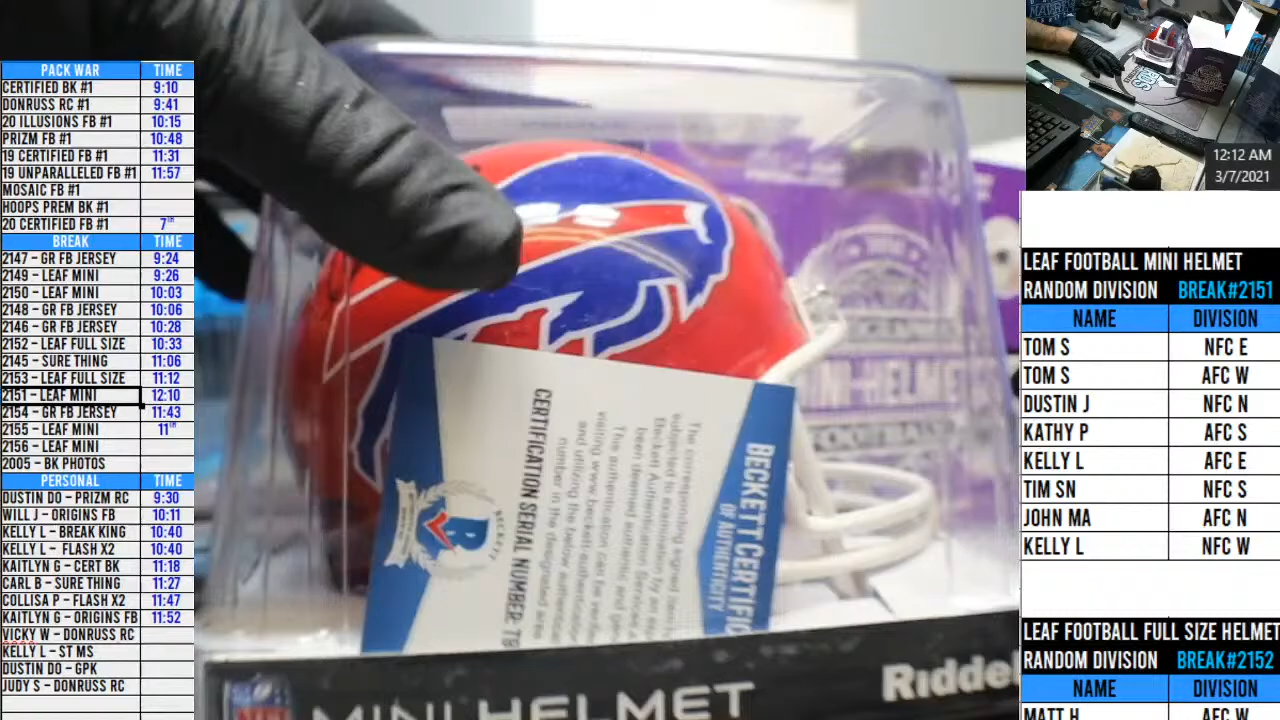 PACK WAR TIME
CERTIFIED BK #1 9:10
DONRUSS RC #1 9:41
20 ILLUSIONS FB #1 10:15
PRIZM FB #1 10:48
19 CERTIFIED FB #1 11:31
19 UNPARALLELED FB #1 11:57
MOSAIC FB #1
HOOPS PREM BK #1
20 CERTIFIED FB #1 7th
BREAK TIME
2147 – GR FB JERSEY 9:24
2149 – LEAF MINI 9:26
2150 – LEAF MINI 10:03
2148 – GR FB JERSEY 10:06
2146 – GR FB JERSEY 10:28
2152 – LEAF FULL SIZE 10:33
2145 – SURE THING 11:06
2153 – LEAF FULL SIZE 11:12
2151 – LEAF MINI 12:10
2154 – GR FB JERSEY 11:43
2155 – LEAF MINI 11th
2156 – LEAF MINI
2005 – BK PHOTOS
PERSONAL TIME
DUSTIN DO – PRIZM RC 9:30
WILL J – ORIGINS FB 10:11
KELLY L – BREAK KING 10:40
KELLY L – FLASH X2 10:40
KAITLYN G – CERT BK 11:18
CARL B – SURE THING 11:27
COLLISA P – FLASH X2 11:47
KAITLYN G – ORIGINS FB 11:52
VICKY W – DONRUSS RC
KELLY L – ST MS
DUSTIN DO – GPK
JUDY S – DONRUSS RC
BECKETT CERTIFI
OF AUTHENTICITY
CERTIFICATION SERIAL NUMBER
BECKETT
B
MINI HELMET
Riddel
12:12 AM
3/7/2021
LEAF FOOTBALL MINI HELMET
RANDOM DIVISION BREAK#2151
NAME DIVISION
TOM S NFC E
TOM S AFC W
DUSTIN J NFC N
KATHY P AFC S
KELLY L AFC E
TIM SN NFC S
JOHN MA AFC N
KELLY L NFC W
LEAF FOOTBALL FULL SIZE HELMET
RANDOM DIVISION BREAK#2152
NAME DIVISION
MATT H AFC W